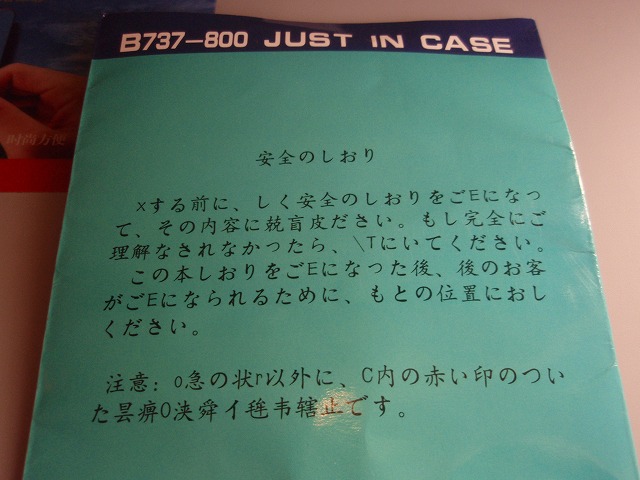 B737-800 JUST IN CASE
时尚方便
安全のしおり
×する前に、しく安全のしおりをごEになっ
て、その内容に兢盲皮ださい。もし完全にご
理解なされなかったら、\Tにいてください。
この本しおりをごEになった後、後のお客
がごEになられるために、もとの位置におし
ください。
注意：o急の状r以外に、C内の赤い印のつい
た昙痹O浃舜イ毪韦辖止です。